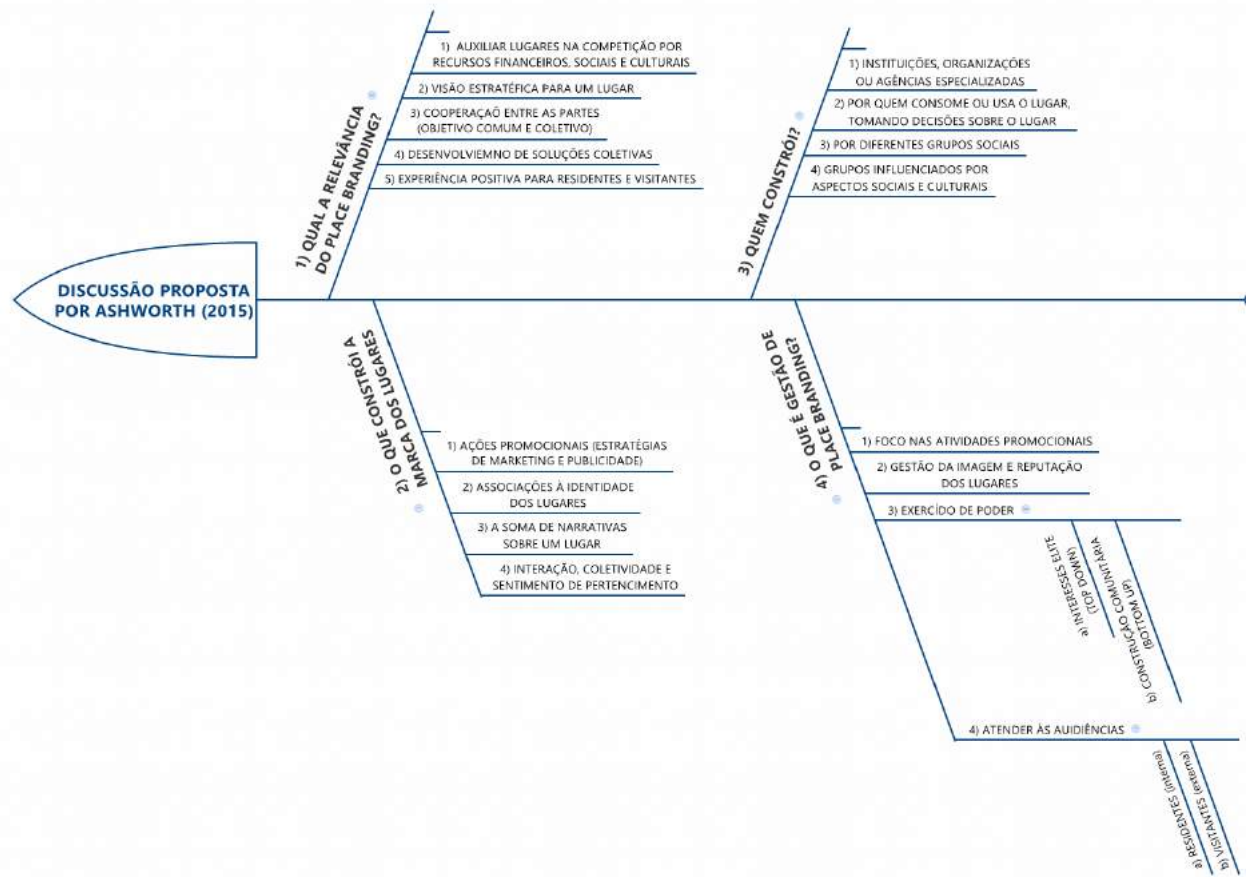 DISCUSSÃO PROPOSTA
POR ASHWORTH (2015)
1) QUAL A RELEVÂNCIA
DO PLACE BRANDING?
1) AUXILIAR LUGARES NA COMPETIÇÃO POR
RECURSOS FINANCEIROS, SOCIAIS E CULTURAIS
2) VISÃO ESTRATÉFICA PARA UM LUGAR
3) COOPERAÇAÕ ENTRE AS PARTES
(OBJETIVO COMUM E COLETIVO)
4) DESENVOLVIEMNO DE SOLUÇÕES COLETIVAS
5) EXPERIÊNCIA POSITIVA PARA RESIDENTES E VISITANTES
2) O QUE CONSTRÓI A
MARCA DOS LUGARES
1) AÇÕES PROMOCIONAIS (ESTRATÉGIAS
DE MARKETING E PUBLICIDADE)
2) ASSOCIAÇÕES À IDENTIDADE
DOS LUGARES
3) A SOMA DE NARRATIVAS
SOBRE UM LUGAR
4) INTERAÇÃO, COLETIVIDADE E
SENTIMENTO DE PERTENCIMENTO
3) QUEM CONSTRÓI?
1) INSTITUIÇÕES, ORGANIZAÇÕES
OU AGÊNCIAS ESPECIALIZADAS
2) POR QUEM CONSOME OU USA O LUGAR,
TOMANDO DECISÕES SOBRE O LUGAR
3) POR DIFERENTES GRUPOS SOCIAIS
4) GRUPOS INFLUENCIADOS POR
ASPECTOS SOCIAIS E CULTURAIS
4) O QUE É GESTÃO DE
PLACE BRANDING?
1) FOCO NAS ATIVIDADES PROMOCIONAIS
2) GESTÃO DA IMAGEM E REPUTAÇÃO
DOS LUGARES
3) EXERCÍDO DE PODER
a) INTERESSES ELITE
(TOP DOWN)
b) CONSTRUÇÃO COMUNITÁRIA
(BOTTOM UP)
4) ATENDER ÀS AUIDIÊNCIAS
a) RESIDENTES (interna)
b) VISITANTES (externa)